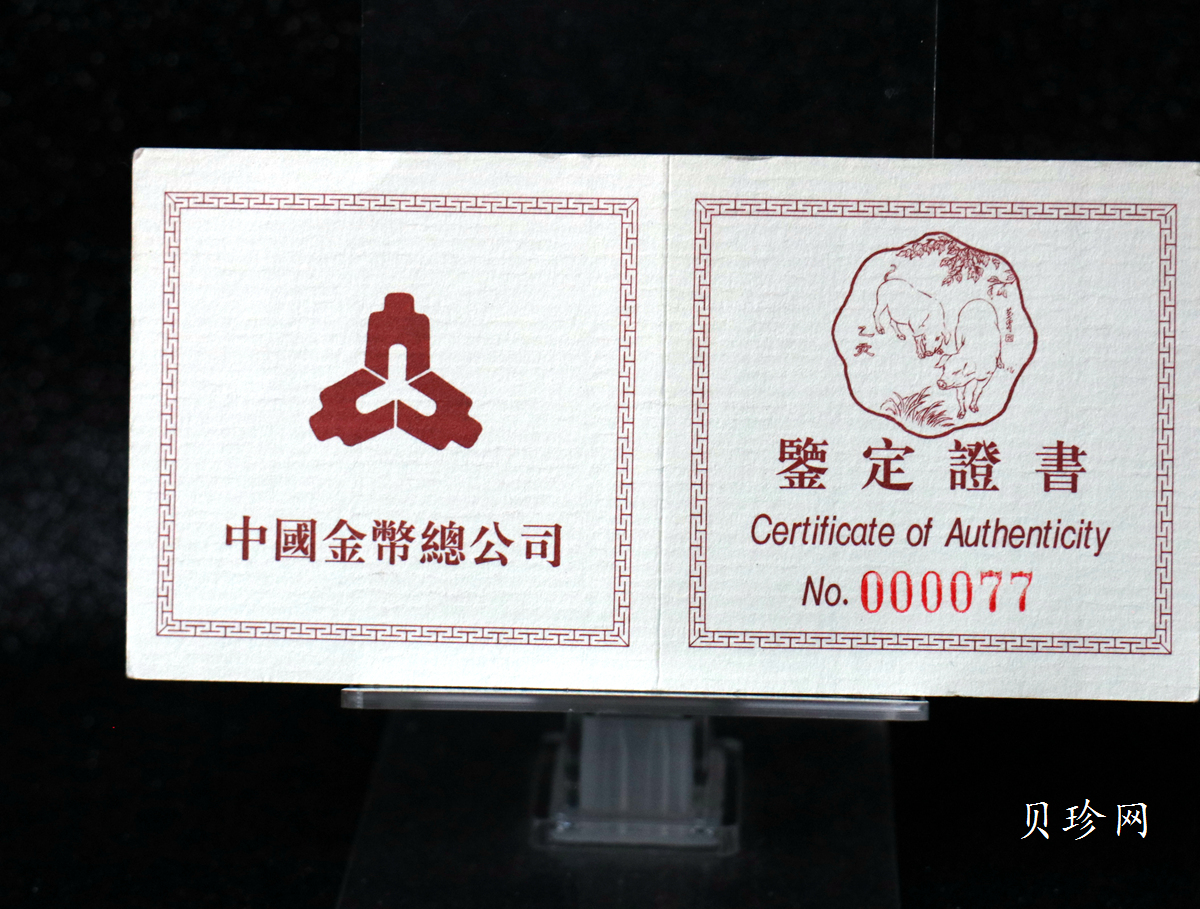 中國金幣總公司
乙亥
鑒定證書
Certificate of Authenticity
No. 000077
贝珍网